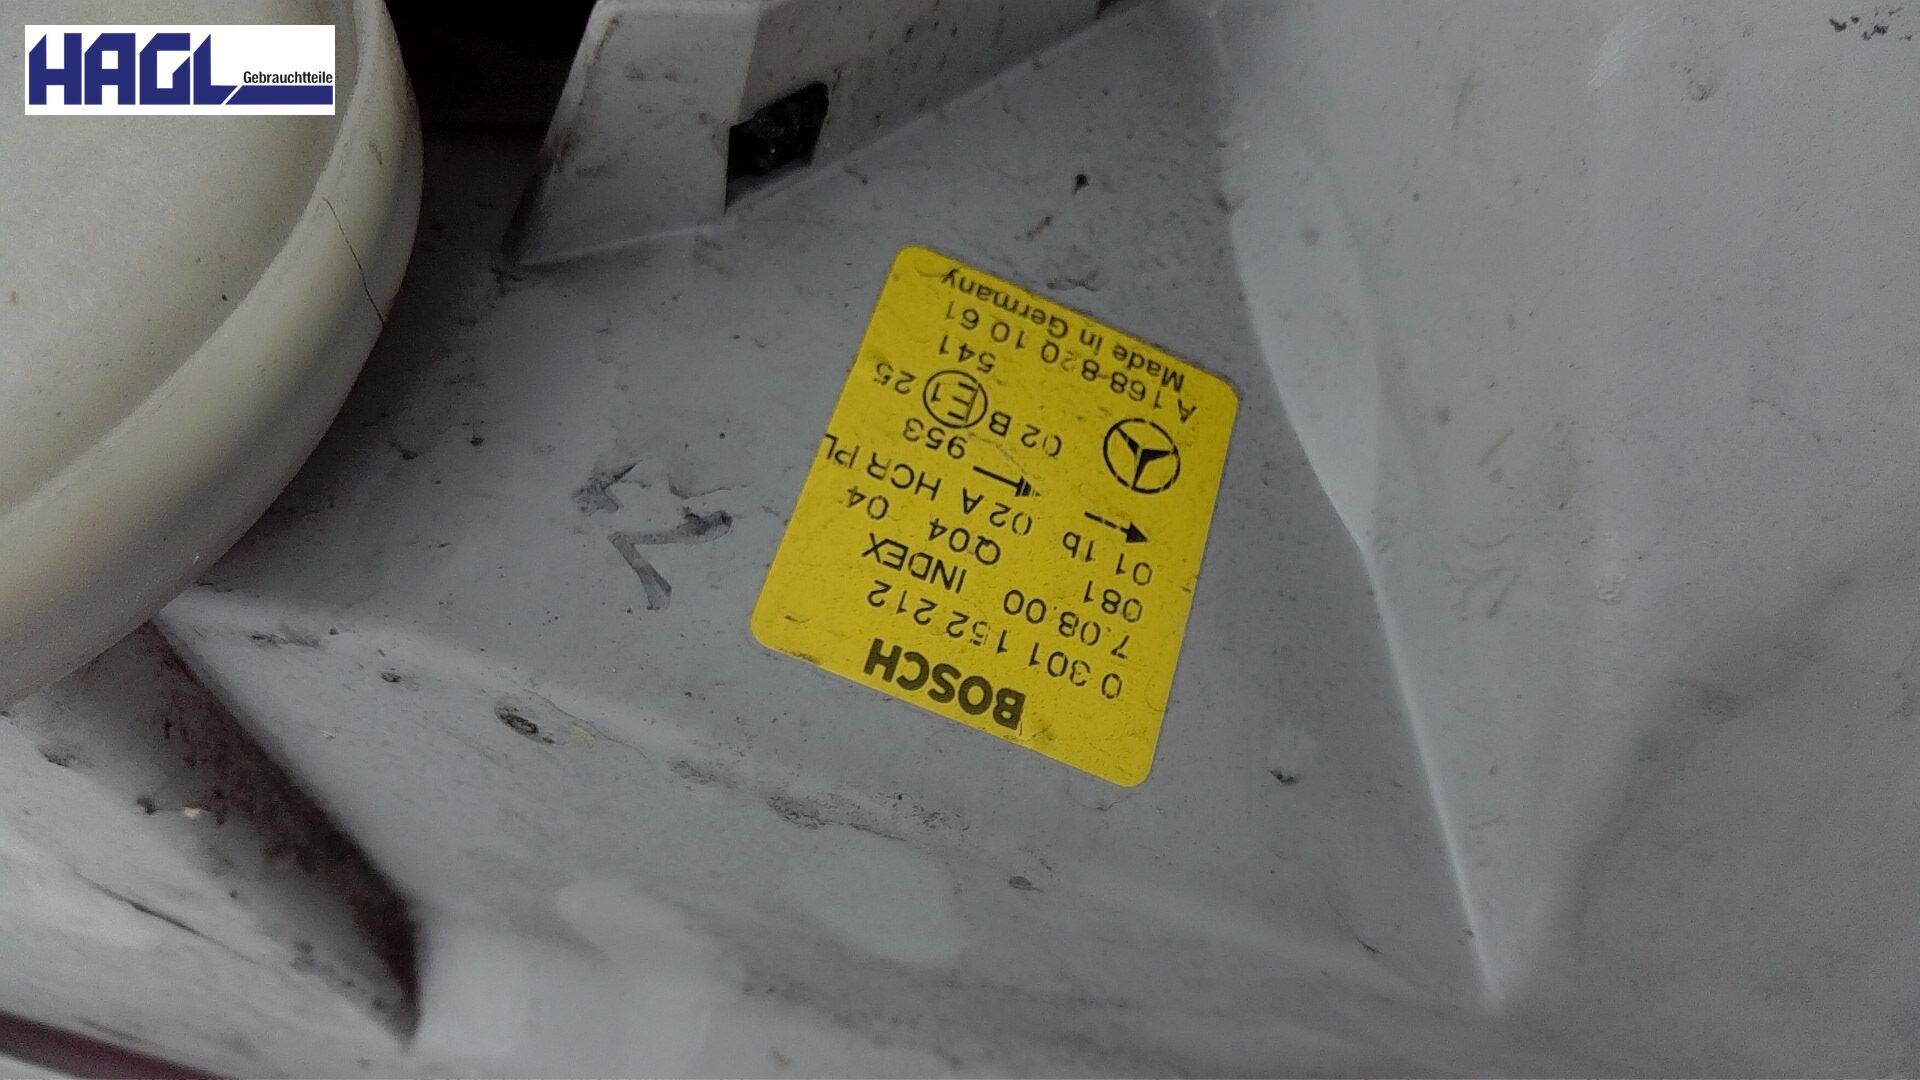 HAGL
Gebrauchtteile
BOSCH
0 301 152 212
7.08.00 INDEX
081 Q04 04
01 1b 02 A HCR PL
953
02 B E1 25
541
A 168-820 10 61
Made in Germany